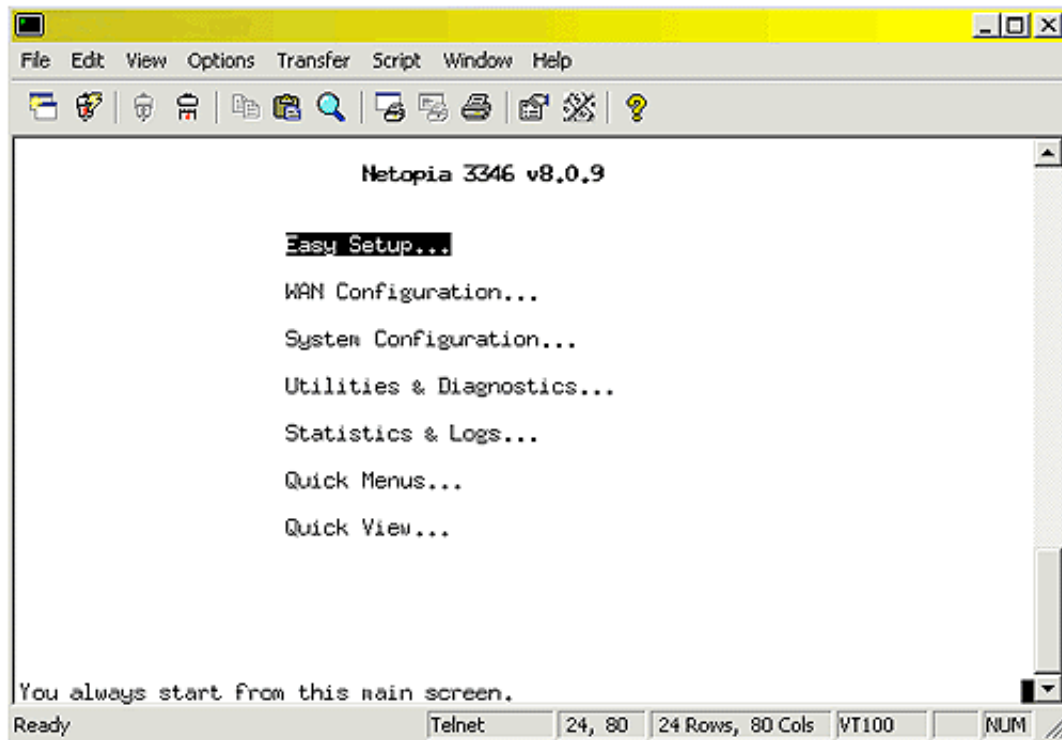 File Edit View Options Transfer Script Window Help
Netopia 3346 v8.0.9
Easy Setup...
WAN Configuration...
System Configuration...
Utilities & Diagnostics...
Statistics & Logs...
Quick Menus...
Quick View...
You always start from this main screen.
Ready Telnet 24, 80 24 Rows, 80 Cols VT100 NUM